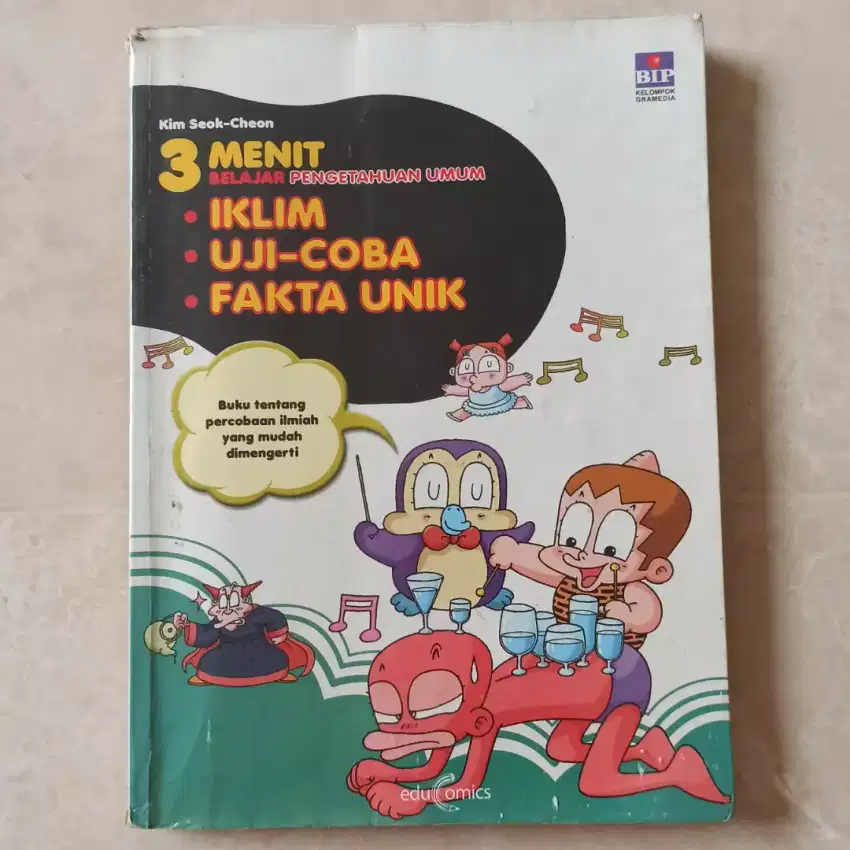 BIP
KELOMPOK
GRAMEDIA
Kim Seok-Cheon
3 MENIT
BELAJAR PENGETAHUAN UMUM
• IKLIM
• UJI-COBA
• FAKTA UNIK
Buku tentang
percobaan ilmiah
yang mudah
dimengerti
educomics